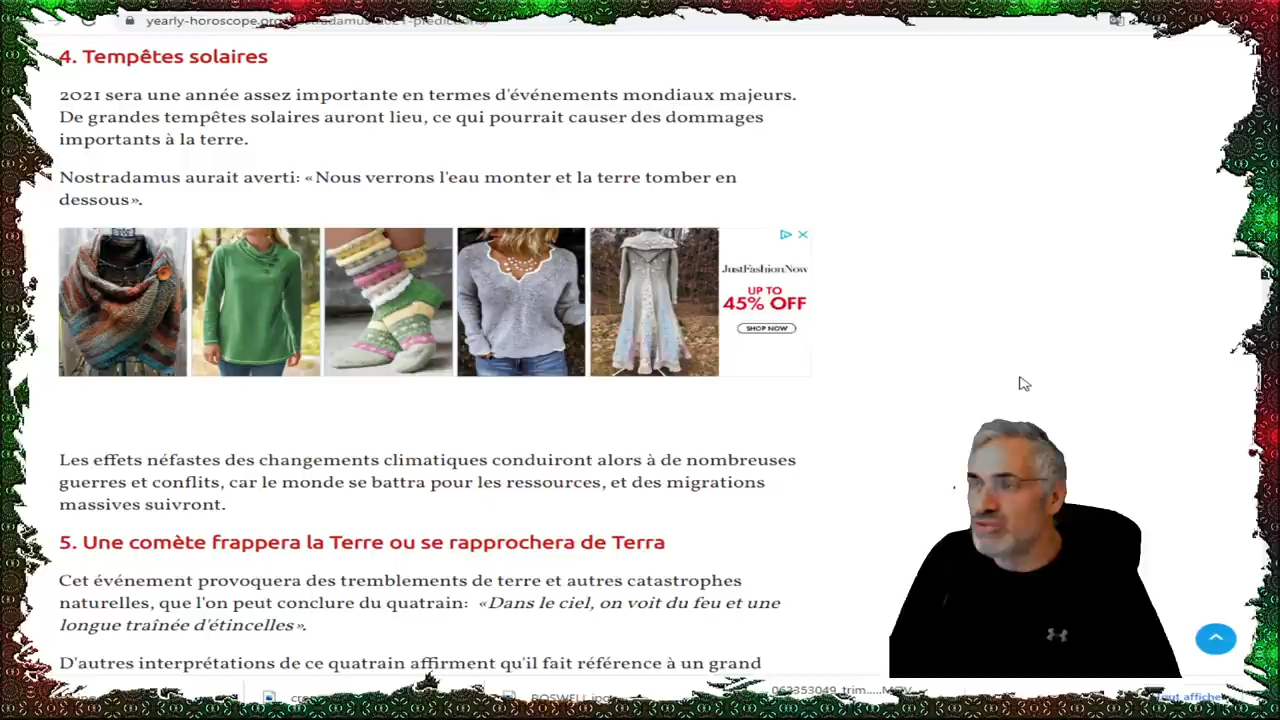 yearly-horoscope.org
4. Tempêtes solaires
2021 sera une année assez importante en termes d'événements mondiaux majeurs.
De grandes tempêtes solaires auront lieu, ce qui pourrait causer des dommages
importants à la terre.
Nostradamus aurait averti: «Nous verrons l'eau monter et la terre tomber en
dessous».
JustFashionNow
UP TO
45% OFF
SHOP NOW
Les effets néfastes des changements climatiques conduiront alors à de nombreuses
guerres et conflits, car le monde se battra pour les ressources, et des migrations
massives suivront.
5. Une comète frappera la Terre ou se rapprochera de Terra
Cet événement provoquera des tremblements de terre et autres catastrophes
naturelles, que l'on peut conclure du quatrain: «Dans le ciel, on voit du feu et une
longue traînée d'étincelles».
D'autres interprétations de ce quatrain affirment qu'il fait référence à un grand